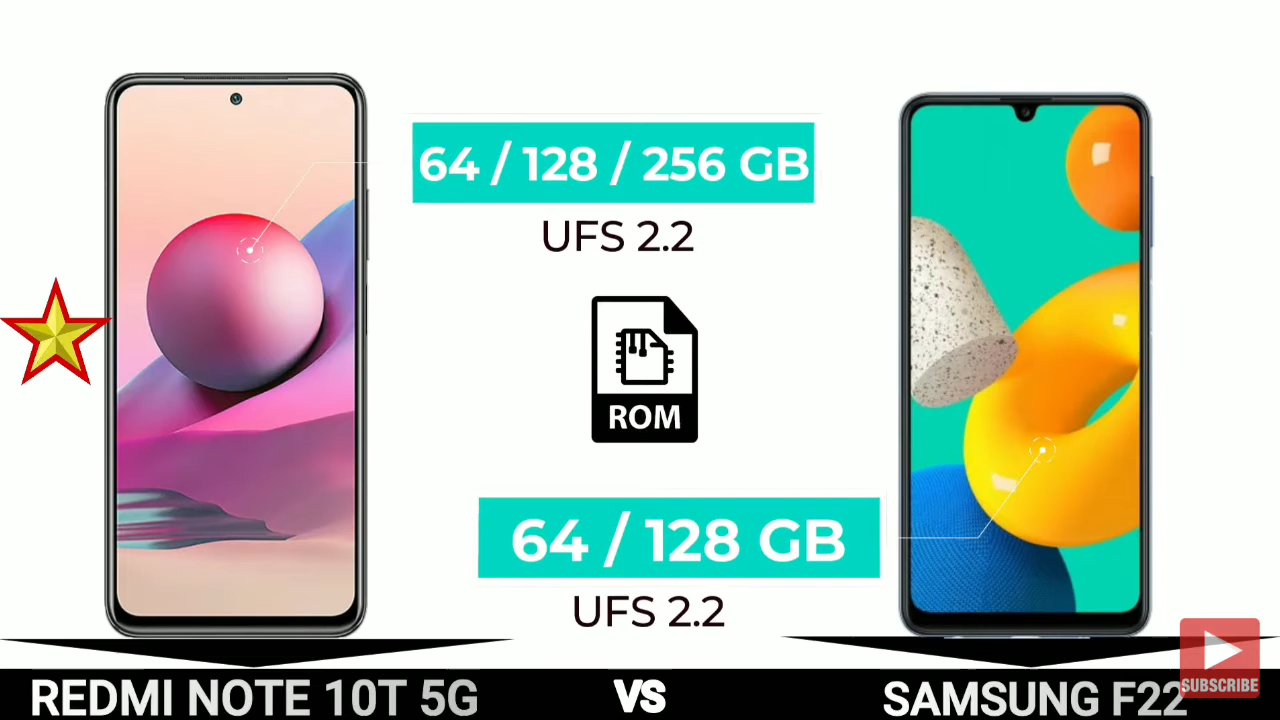 64 / 128 / 256 GB
UFS 2.2
ROM
64 / 128 GB
UFS 2.2
REDMI NOTE 10T 5G
VS
SAMSUNG F22
SUBSCRIBE